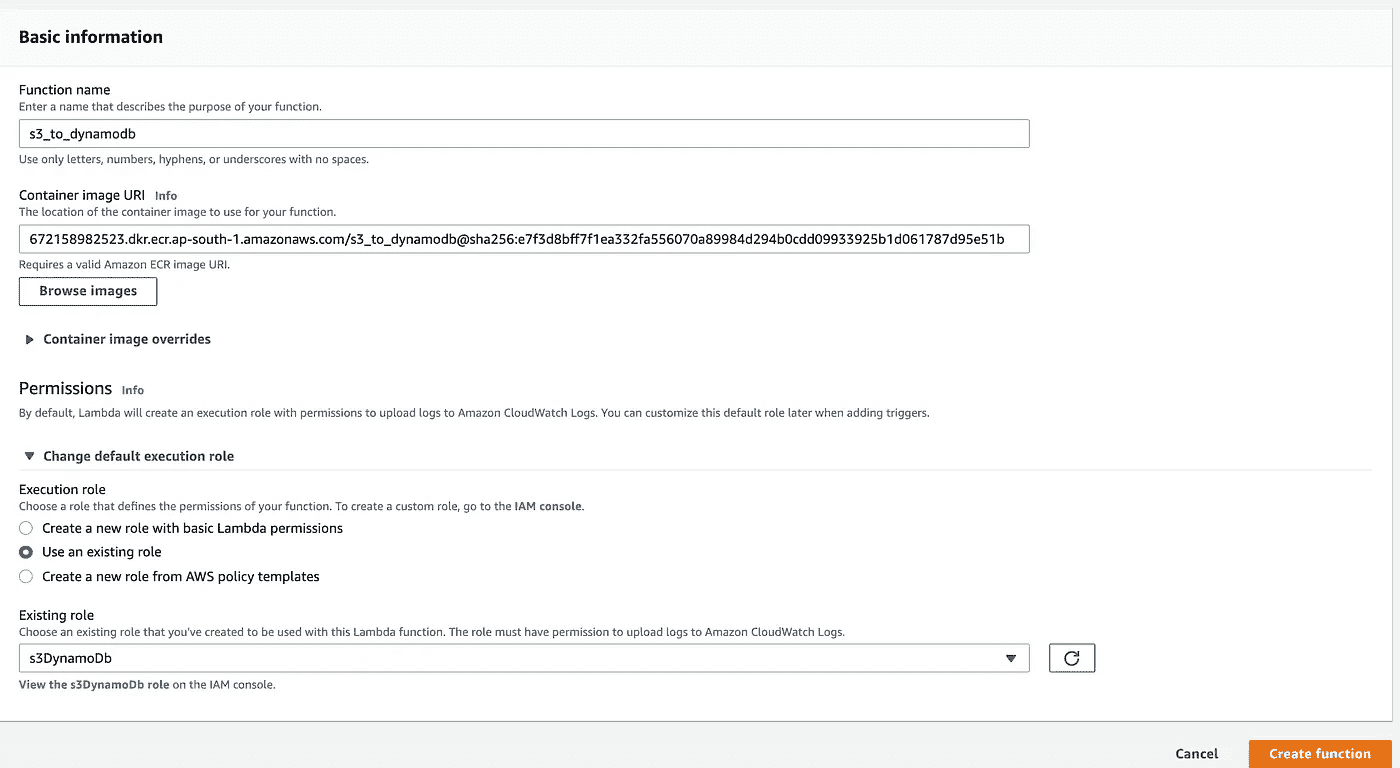 Basic information
Function name
Enter a name that describes the purpose of your function.
s3_to_dynamodb
Use only letters, numbers, hyphens, or underscores with no spaces.
Container image URI Info
The location of the container image to use for your function.
672158982523.dkr.ecr.ap-south-1.amazonaws.com/s3_to_dynamodb@sha256:e7f3d8bff7f1ea332fa556070a89984d294b0cdd09933925b1d061787d95e51b
Requires a valid Amazon ECR image URI.
Browse images
Container image overrides
Permissions Info
By default, Lambda will create an execution role with permissions to upload logs to Amazon CloudWatch Logs. You can customize this default role later when adding triggers.
Change default execution role
Execution role
Choose a role that defines the permissions of your function. To create a custom role, go to the IAM console.
Create a new role with basic Lambda permissions
Use an existing role
Create a new role from AWS policy templates
Existing role
Choose an existing role that you've created to be used with this Lambda function. The role must have permission to upload logs to Amazon CloudWatch Logs.
s3DynamoDb
View the s3DynamoDb role on the IAM console.
Cancel Create function